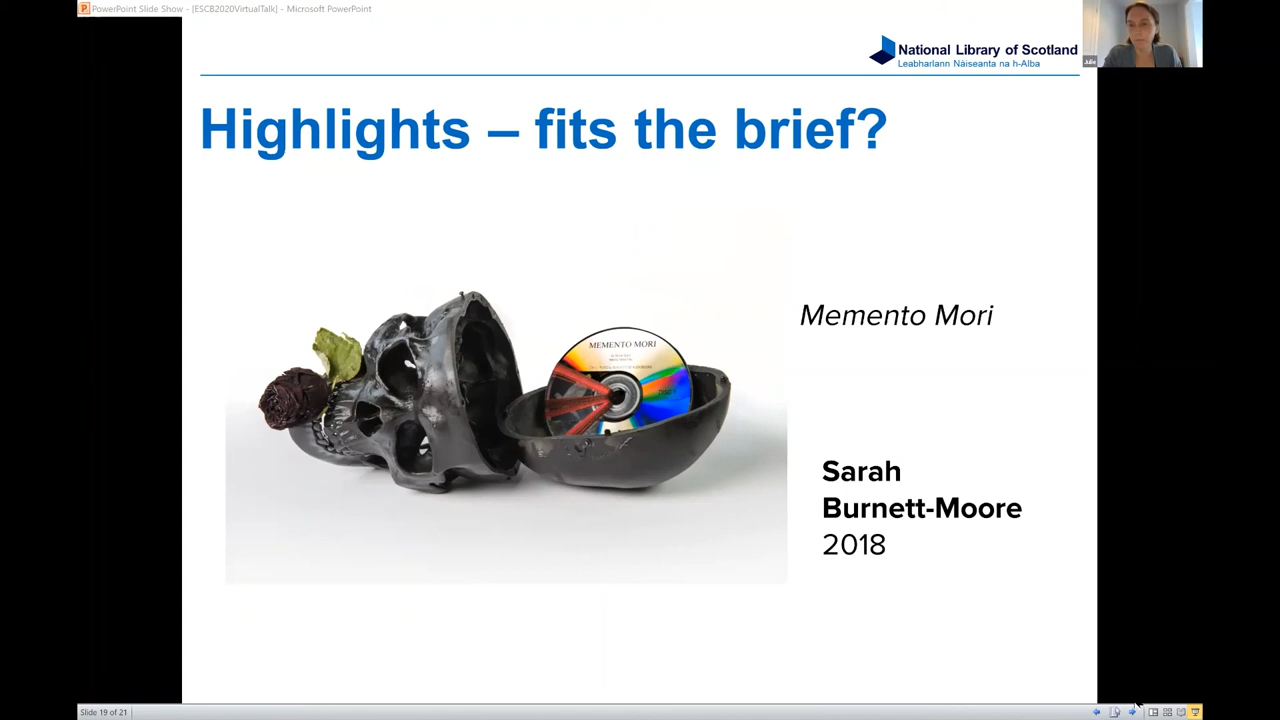 PowerPoint Slide Show - [ESCB2020VirtualTalk] - Microsoft PowerPoint
National Library of Scotland
Leabharlann Nàiseanta na h-Alba
Julie
Highlights – fits the brief?
MEMENTO MORI
Memento Mori
Sarah
Burnett-Moore
2018
Slide 19 of 21